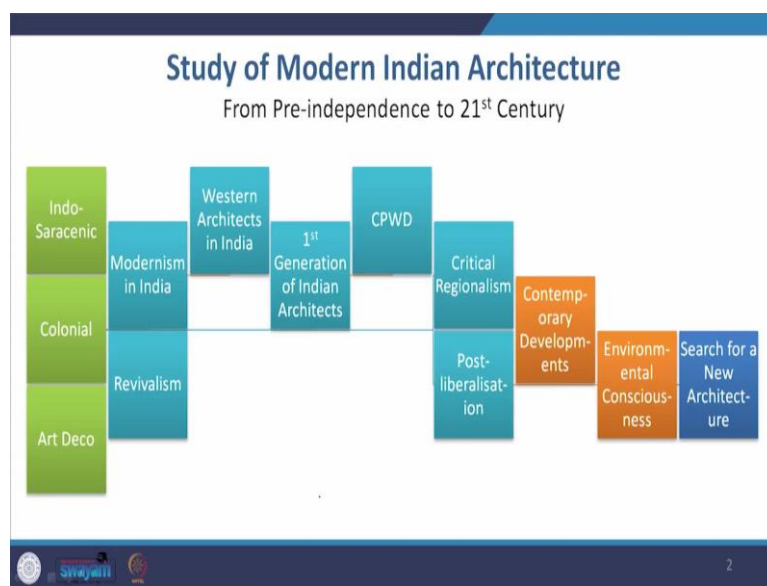 Study of Modern Indian Architecture
From Pre-independence to 21st Century
Indo-
Saracenic
Colonial
Art Deco
Modernism
in India
Revivalism
Western
Architects
in India
1st
Generation
of Indian
Architects
CPWD
Critical
Regionalism
Post-
liberalisat-
ion
Contemp-
orary
Developm-
ents
Environm-
ental
Conscious-
ness
Search for a
New
Architect-
ure
swayam
2